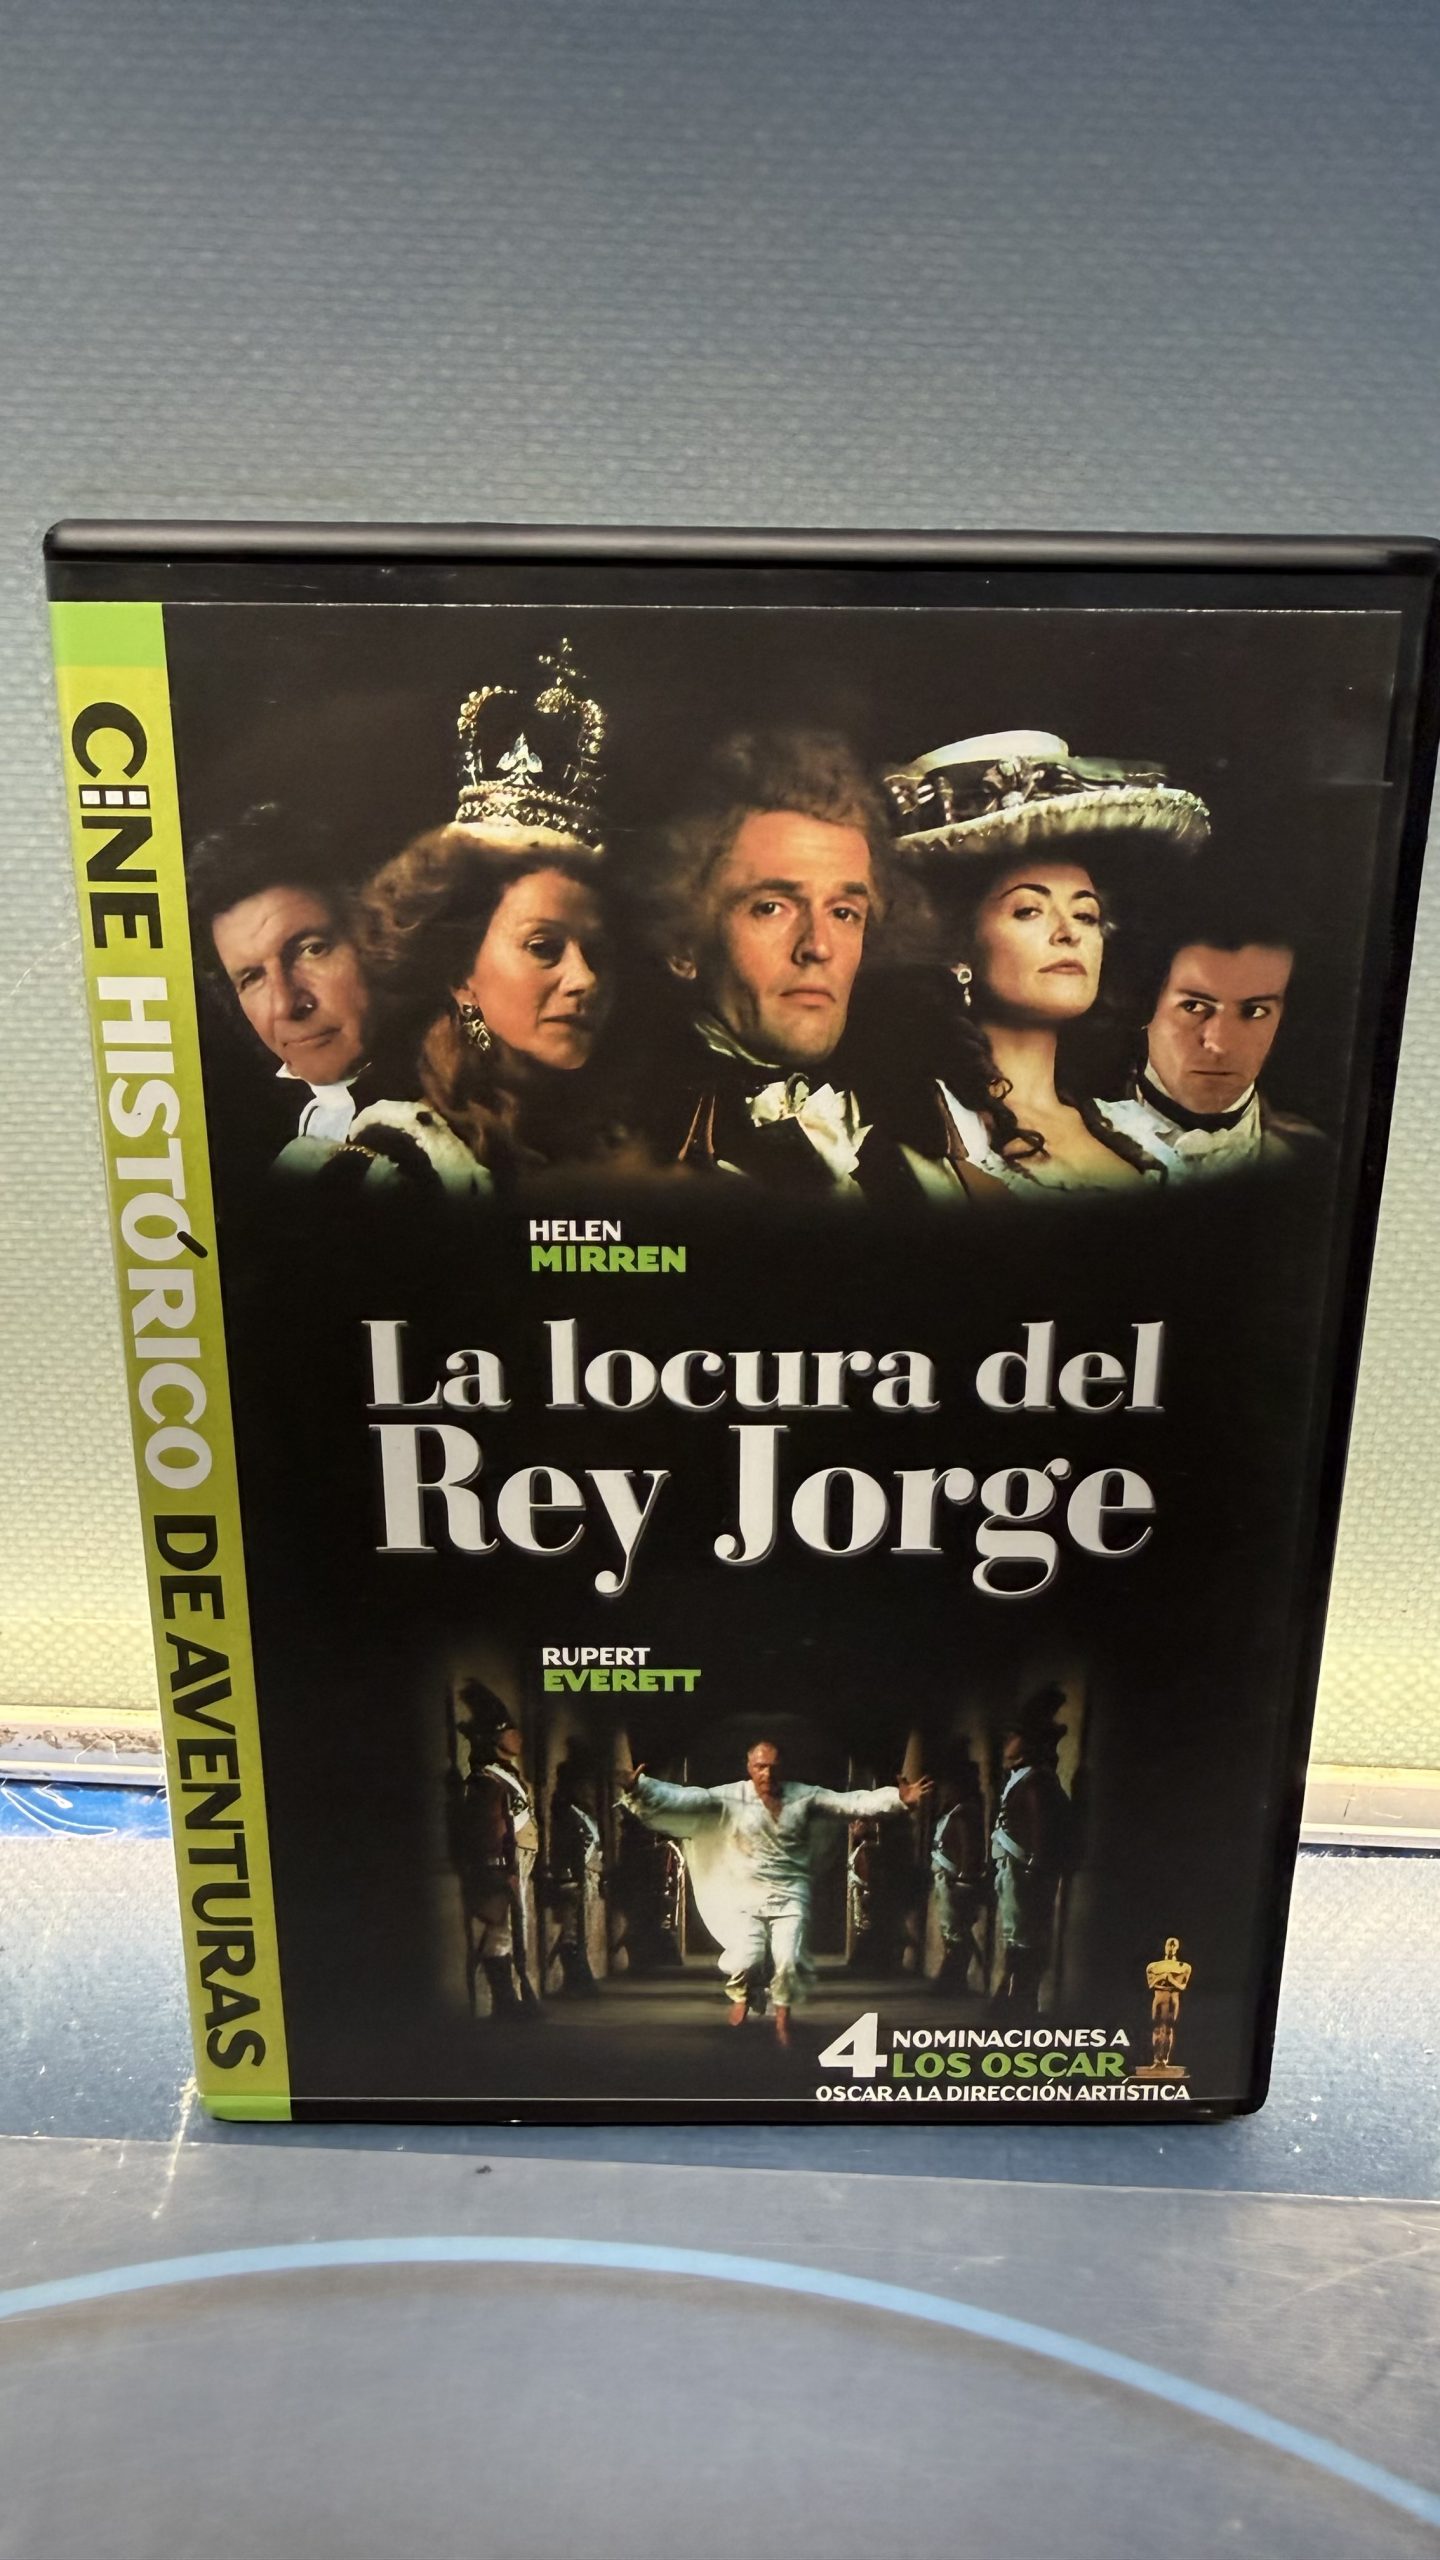 CINE HISTÓRICO DE AVENTURAS
HELEN
MIRREN
La locura del
Rey Jorge
RUPERT
EVERETT
4 NOMINACIONES A
LOS OSCAR
OSCAR A LA DIRECCIÓN ARTÍSTICA